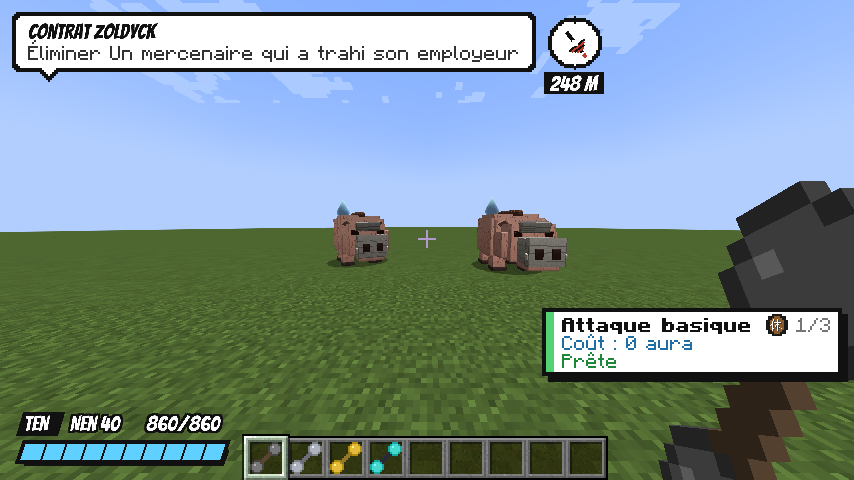 CONTRAT ZOLDYCK
Éliminer Un mercenaire qui a trahi son employeur
248 M
Attaque basique 1/3
Coût : 0 aura
Prête
TEN NEN 40 860/860